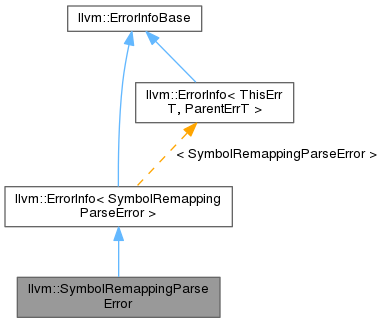 llvm::ErrorInfoBase
llvm::ErrorInfo< ThisErr
T, ParentErrT >
< SymbolRemappingParseError >
llvm::ErrorInfo< SymbolRemapping
ParseError >
llvm::SymbolRemappingParse
Error